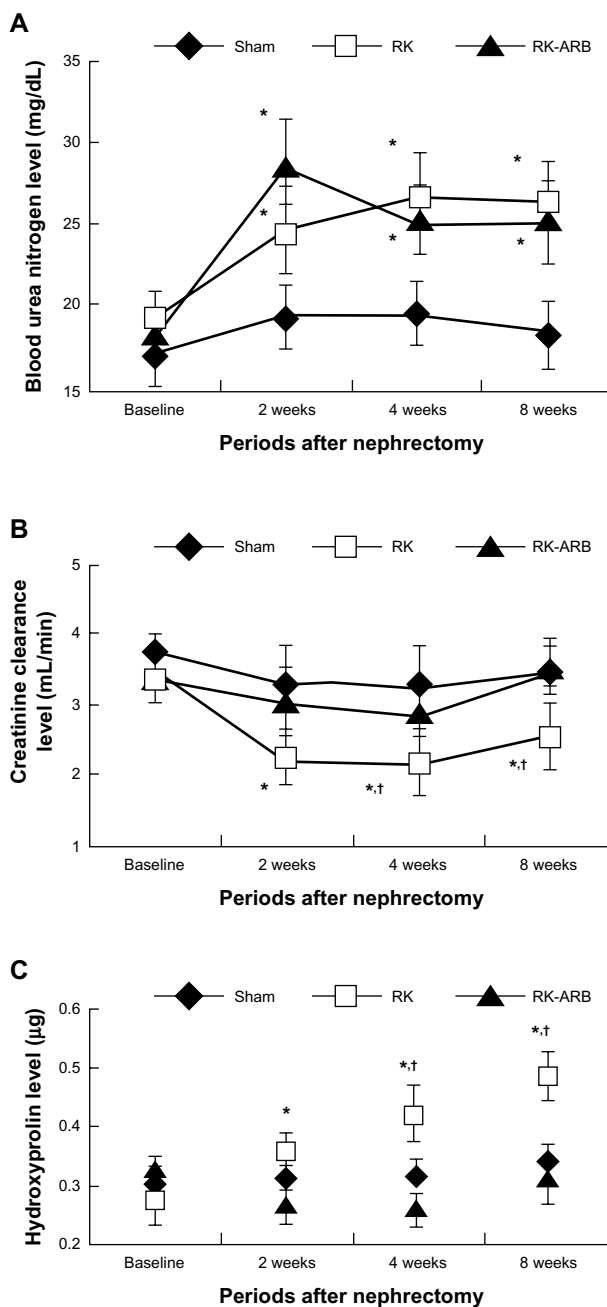 A
Sham RK RK-ARB
Blood urea nitrogen level (mg/dL)
35
*
30
*
*
*
25
*
*
20
15
Baseline 2 weeks 4 weeks 8 weeks
Periods after nephrectomy
B
Sham RK RK-ARB
Creatinine clearance
level (mL/min)
5
4
3
2
* *,† *,†
1
Baseline 2 weeks 4 weeks 8 weeks
Periods after nephrectomy
C
Sham RK RK-ARB
Hydroxyprolin level (µg)
0.6
*,†
*,†
0.5
*
0.4
0.3
0.2
Baseline 2 weeks 4 weeks 8 weeks
Periods after nephrectomy